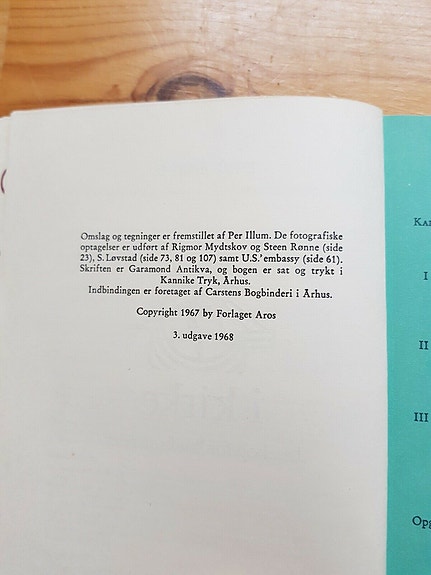 Omslag og tegninger er fremstillet af Per Illum. De fotografiske
optagelser er udført af Rigmor Mydtskov og Steen Rønne (side
23), S. Løvstad (side 73, 81 og 107) samt U.S.' embassy (side 61).
Skriften er Garamond Antikva, og bogen er sat og trykt i
Kannike Tryk, Århus.
Indbindingen er foretaget af Carstens Bogbinderi i Århus.
Copyright 1967 by Forlaget Aros
3. udgave 1968
I
II
III